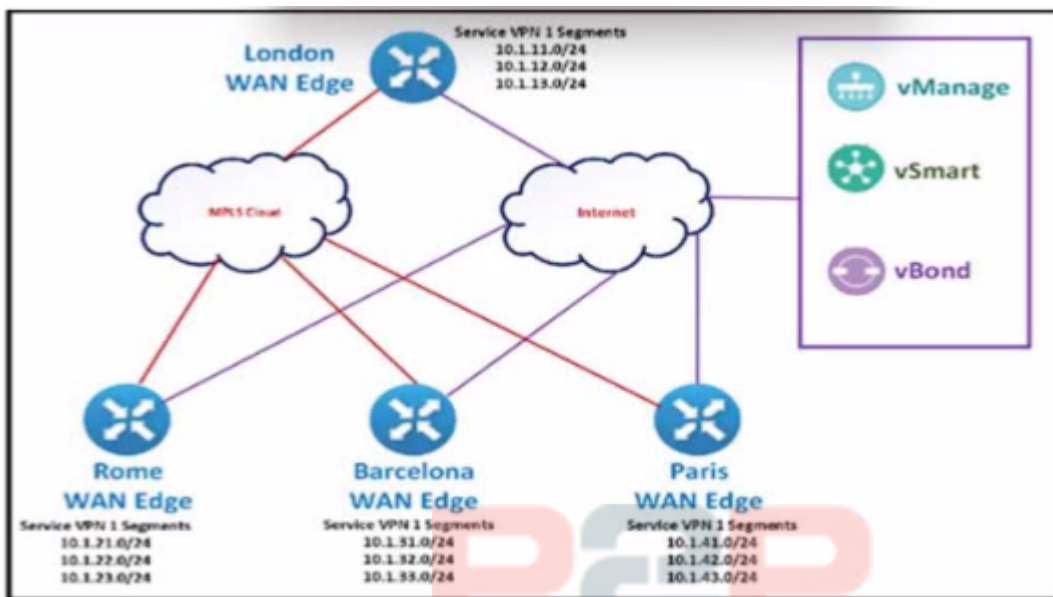 Service VPN 1 Segments
10.1.11.0/24
10.1.12.0/24
10.1.13.0/24
London
WAN Edge
vManage
vSmart
vBond
MPLS Cloud
Internet
Rome
WAN Edge
Service VPN 1 Segments
10.1.21.0/24
10.1.22.0/24
10.1.23.0/24
Barcelona
WAN Edge
Service VPN 1 Segments
10.1.31.0/24
10.1.32.0/24
10.1.33.0/24
Paris
WAN Edge
Service VPN 1 Segments
10.1.41.0/24
10.1.42.0/24
10.1.43.0/24
P2P